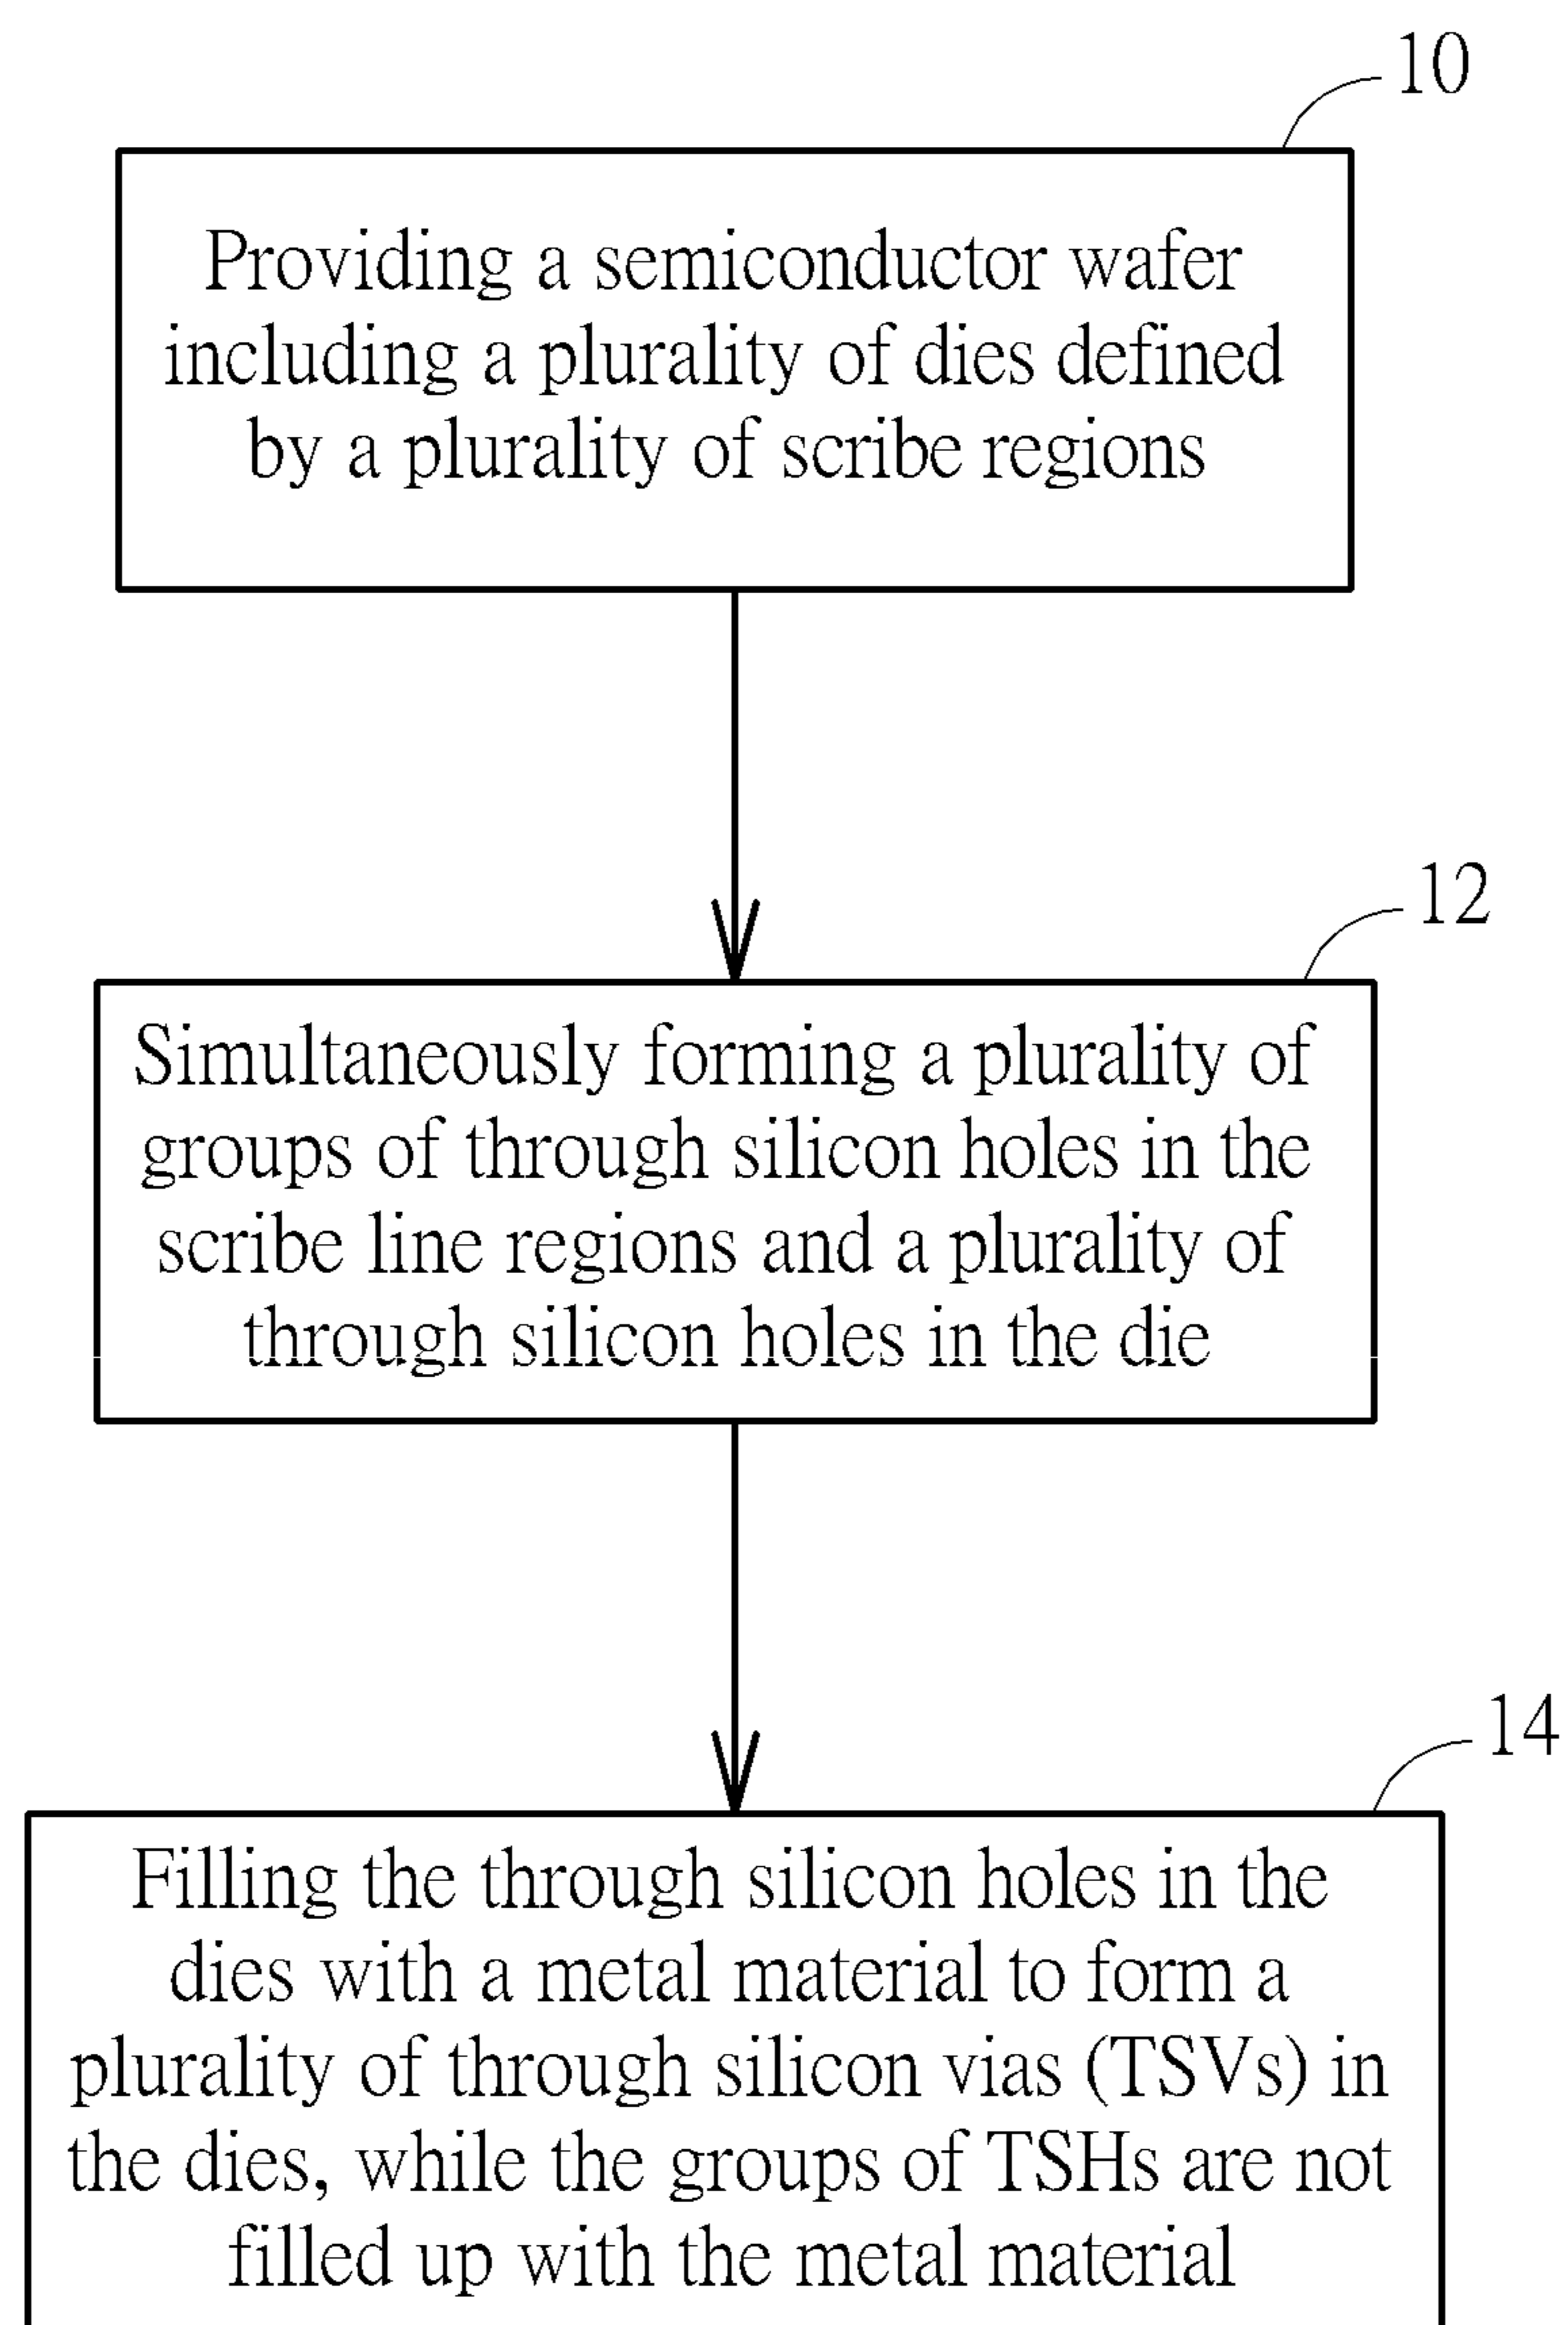 10
Providing a semiconductor wafer
including a plurality of dies defined
by a plurality of scribe regions
12
Simultaneously forming a plurality of
groups of through silicon holes in the
scribe line regions and a plurality of
through silicon holes in the die
14
Filling the through silicon holes in the
dies with a metal material to form a
plurality of through silicon vias (TSVs) in
the dies, while the groups of TSHs are not
filled up with the metal material